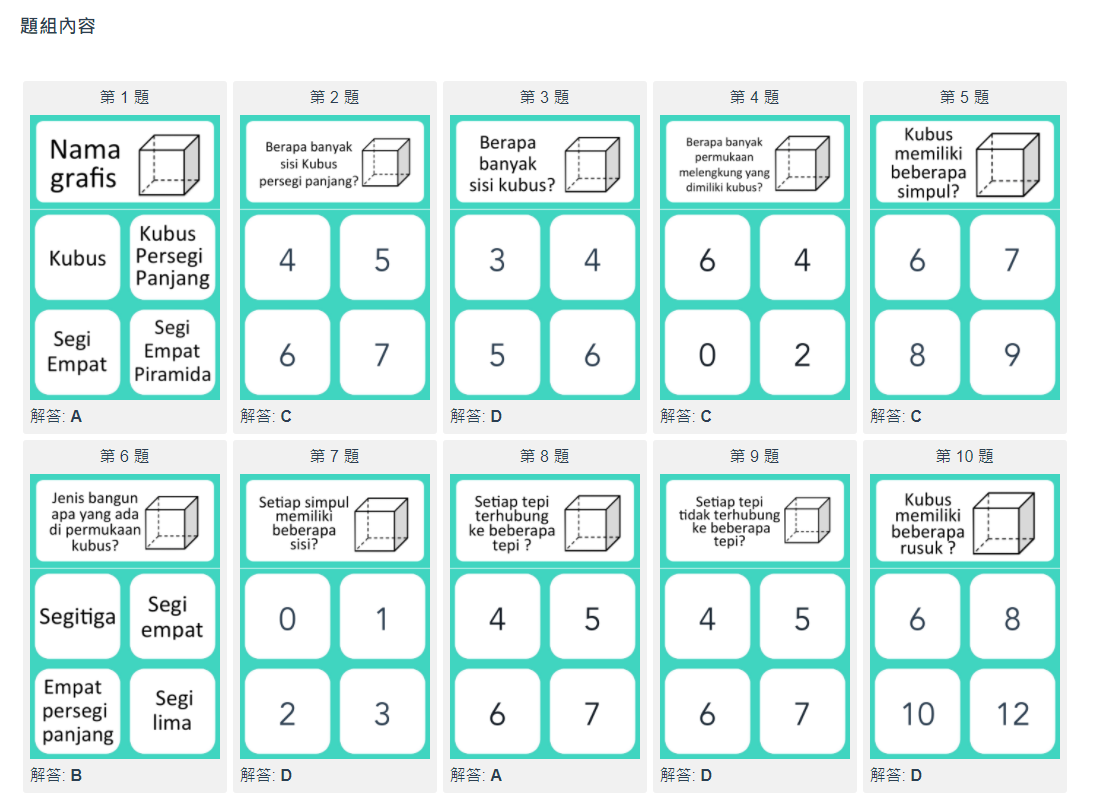 題組內容
第 1 題
Nama
grafis
Kubus
Kubus
Persegi
Panjang
Segi
Empat
Segi
Empat
Piramida
解答: A
第 2 題
Berapa banyak
sisi Kubus
persegi panjang?
4
5
6
7
解答: C
第 3 題
Berapa
banyak
sisi kubus?
3
4
5
6
解答: D
第 4 題
Berapa banyak
permukaan
melengkung yang
dimiliki kubus?
6
4
0
2
解答: C
第 5 題
Kubus
memiliki
beberapa
simpul?
6
7
8
9
解答: C
第 6 題
Jenis bangun
apa yang ada
di permukaan
kubus?
Segitiga
Segi
empat
Empat
persegi
panjang
Segi
lima
解答: B
第 7 題
Setiap simpul
memiliki
beberapa
sisi?
0
1
2
3
解答: D
第 8 題
Setiap tepi
terhubung
ke beberapa
tepi ?
4
5
6
7
解答: A
第 9 題
Setiap tepi
tidak terhubung
ke beberapa
tepi?
4
5
6
7
解答: D
第 10 題
Kubus
memiliki
beberapa
rusuk ?
6
8
10
12
解答: D